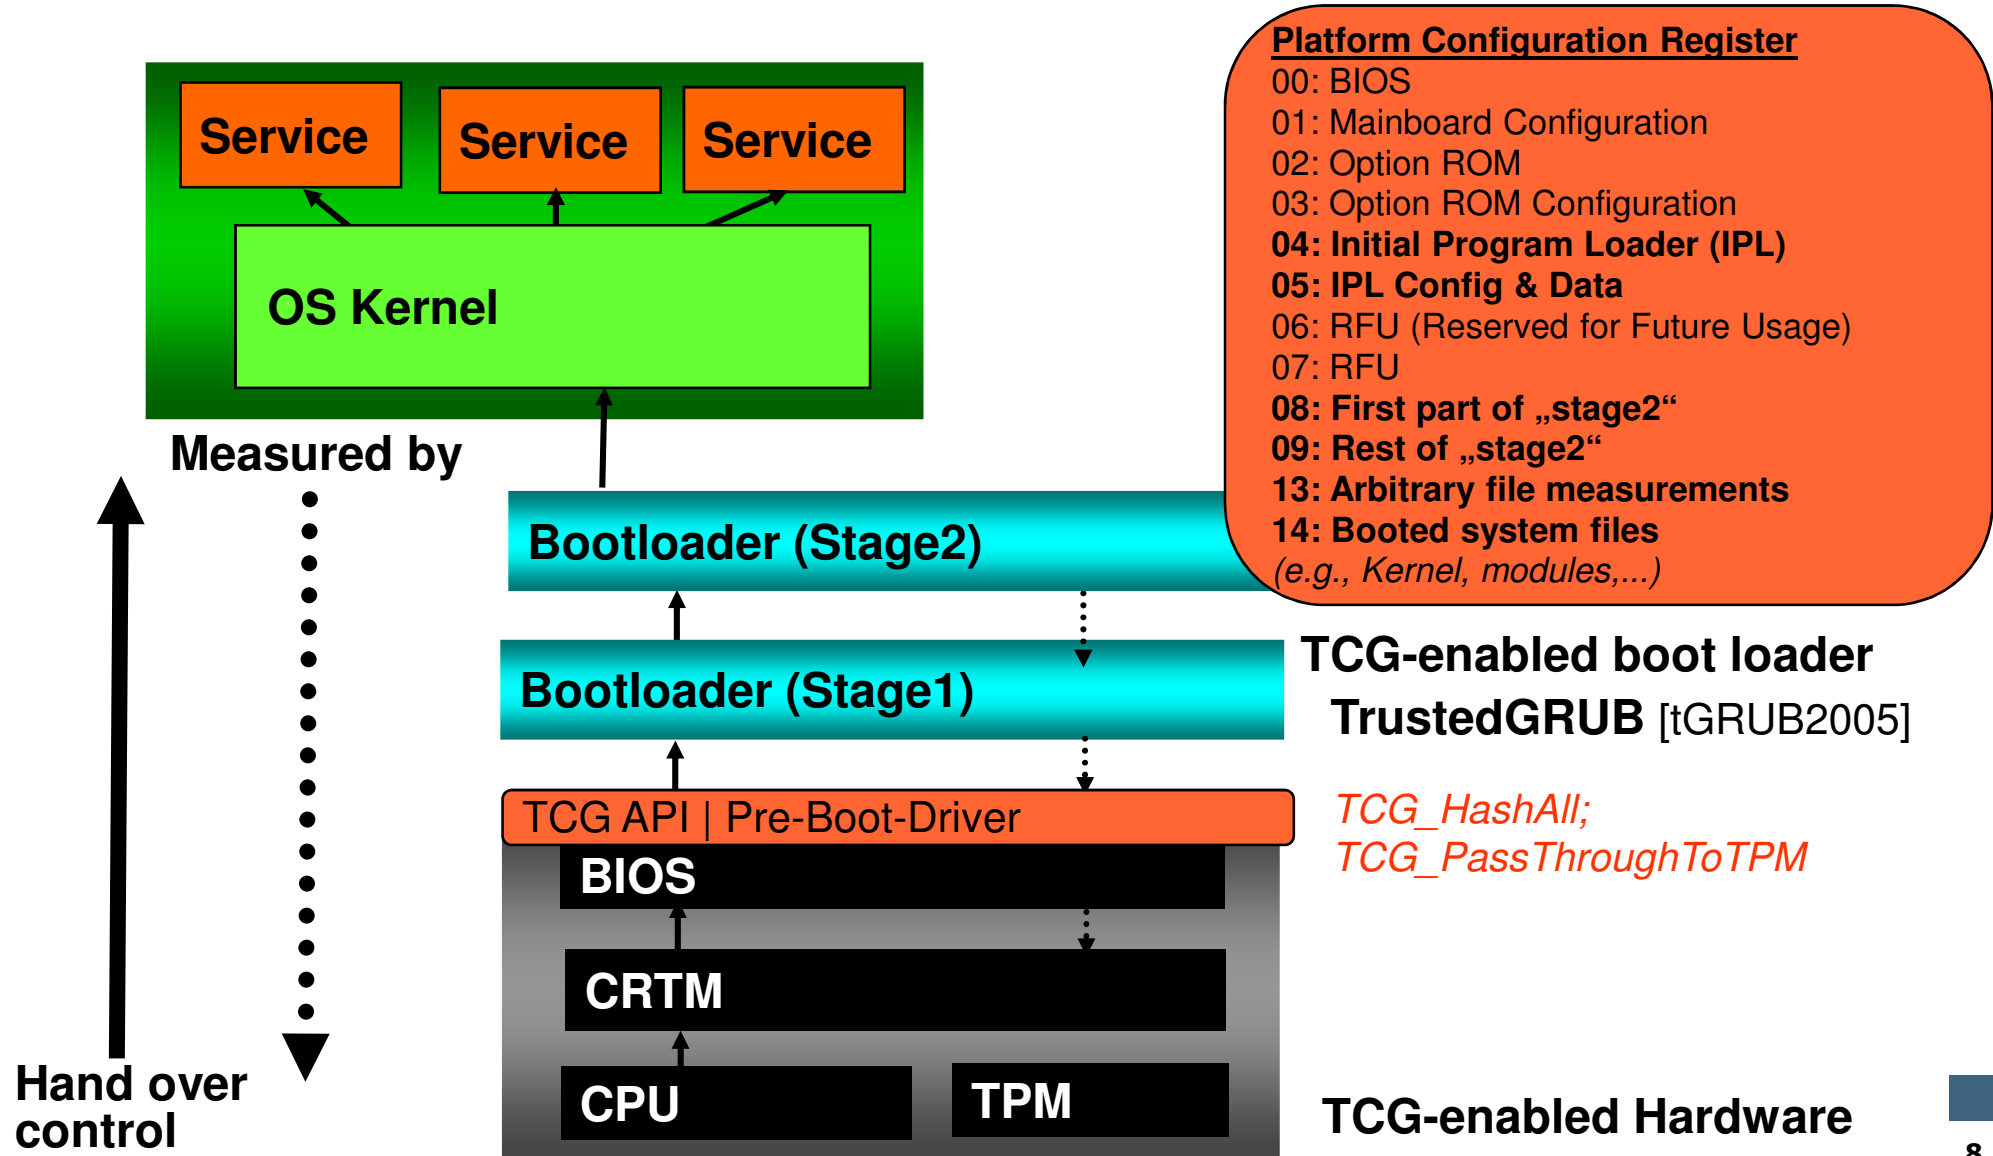 Platform Configuration Register
00: BIOS
01: Mainboard Configuration
02: Option ROM
03: Option ROM Configuration
04: Initial Program Loader (IPL)
05: IPL Config & Data
06: RFU (Reserved for Future Usage)
07: RFU
08: First part of „stage2“
09: Rest of „stage2“
13: Arbitrary file measurements
14: Booted system files
(e.g., Kernel, modules,...)
Service
Service
Service
OS Kernel
Measured by
Bootloader (Stage2)
Bootloader (Stage1)
TCG-enabled boot loader
TrustedGRUB [tGRUB2005]
TCG API | Pre-Boot-Driver
TCG_HashAll;
TCG_PassThroughToTPM
BIOS
CRTM
CPU
TPM
Hand over
control
TCG-enabled Hardware
8